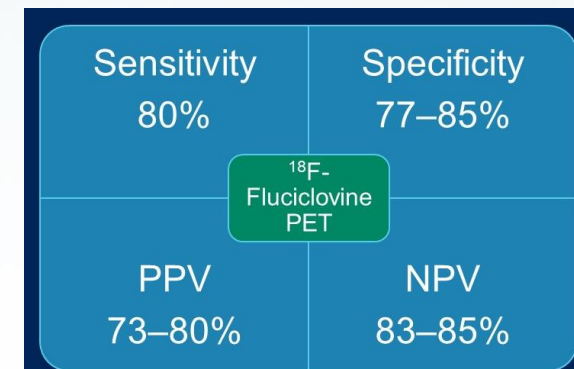 Sensitivity
80%
Specificity
77–85%
¹⁸F-
Fluciclovine
PET
PPV
73–80%
NPV
83–85%